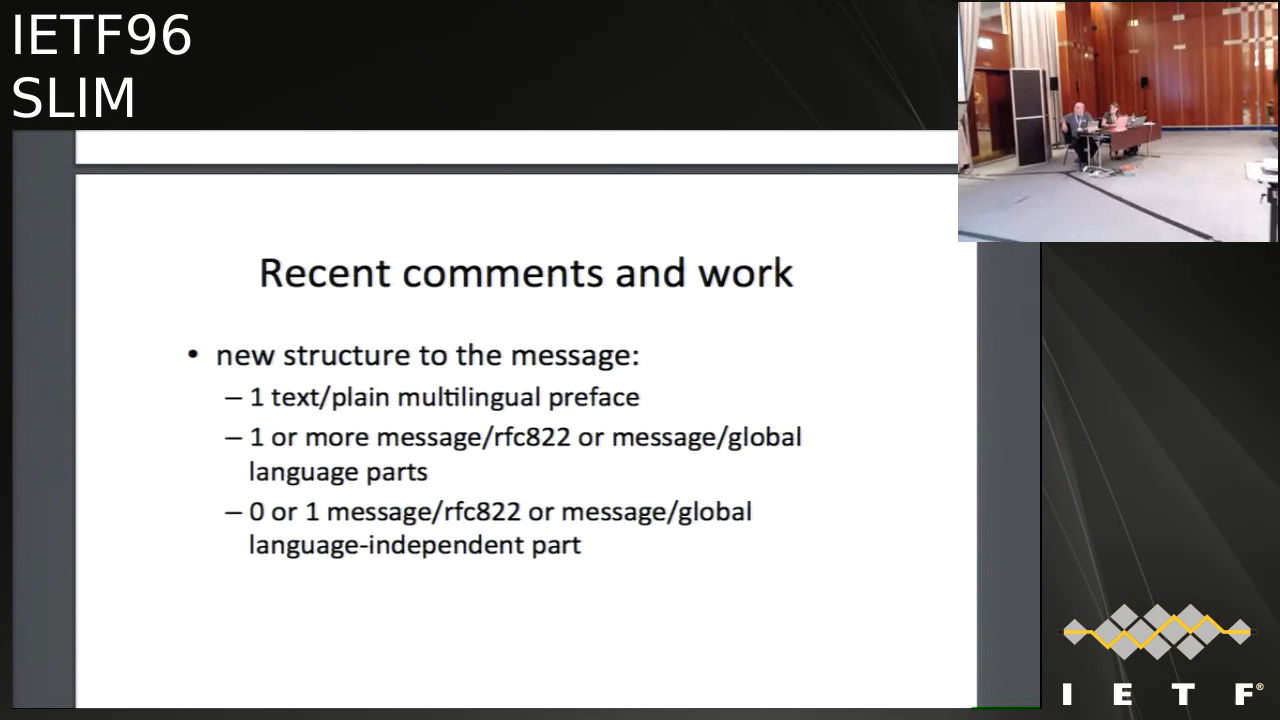 IETF96
SLIM
Recent comments and work
• new structure to the message:
– 1 text/plain multilingual preface
– 1 or more message/rfc822 or message/global
language parts
– 0 or 1 message/rfc822 or message/global
language-independent part
I E T F®